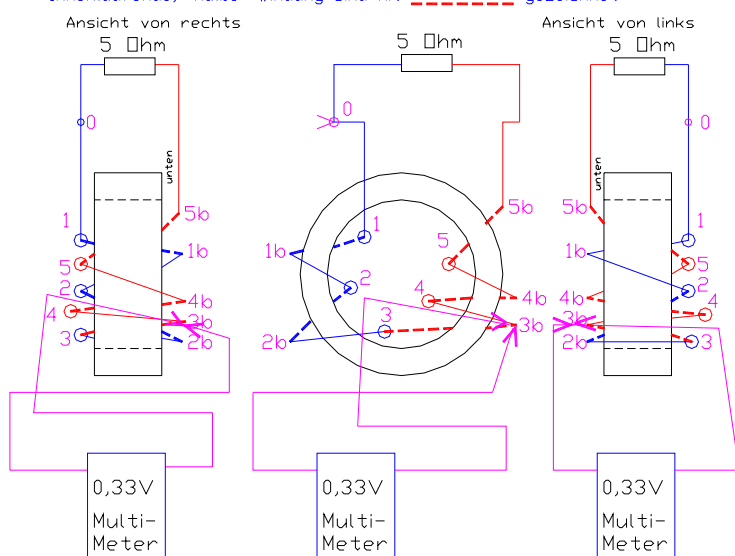 Ansicht von rechts
5 Ohm
0
unten
5b
1
1b
5
2
4b
4
3b
3
2b
0,33V
Multi-
Meter
5 Ohm
0
5b
1
5
1b
2
4
4b
3
3b
2b
0,33V
Multi-
Meter
Ansicht von links
5 Ohm
0
unten
5b
1
1b
5
2
4b
4
3b
2b
3
0,33V
Multi-
Meter